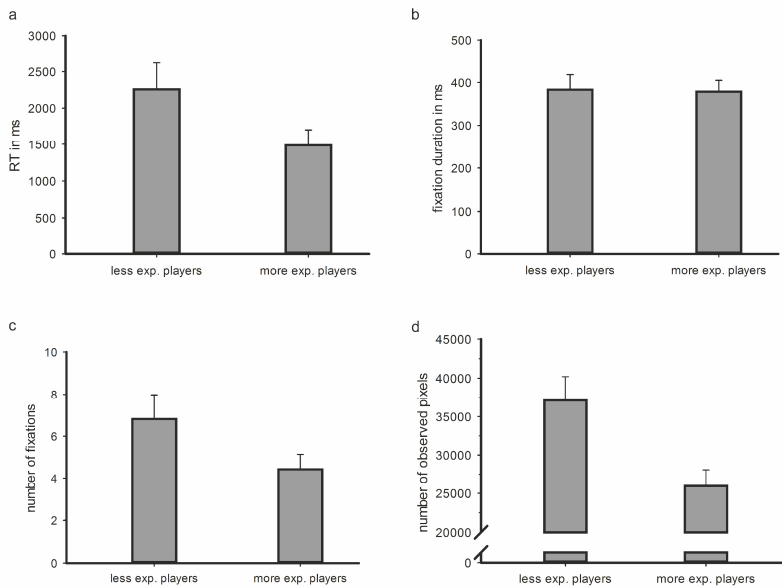 a
3000
2500
2000
1500
1000
500
0
RT in ms
less exp. players
more exp. players
b
500
400
300
200
100
0
fixation duration in ms
less exp. players
more exp. players
c
10
8
6
4
2
0
number of fixations
less exp. players
more exp. players
d
45000
40000
35000
30000
25000
20000
0
number of observed pixels
less exp. players
more exp. players